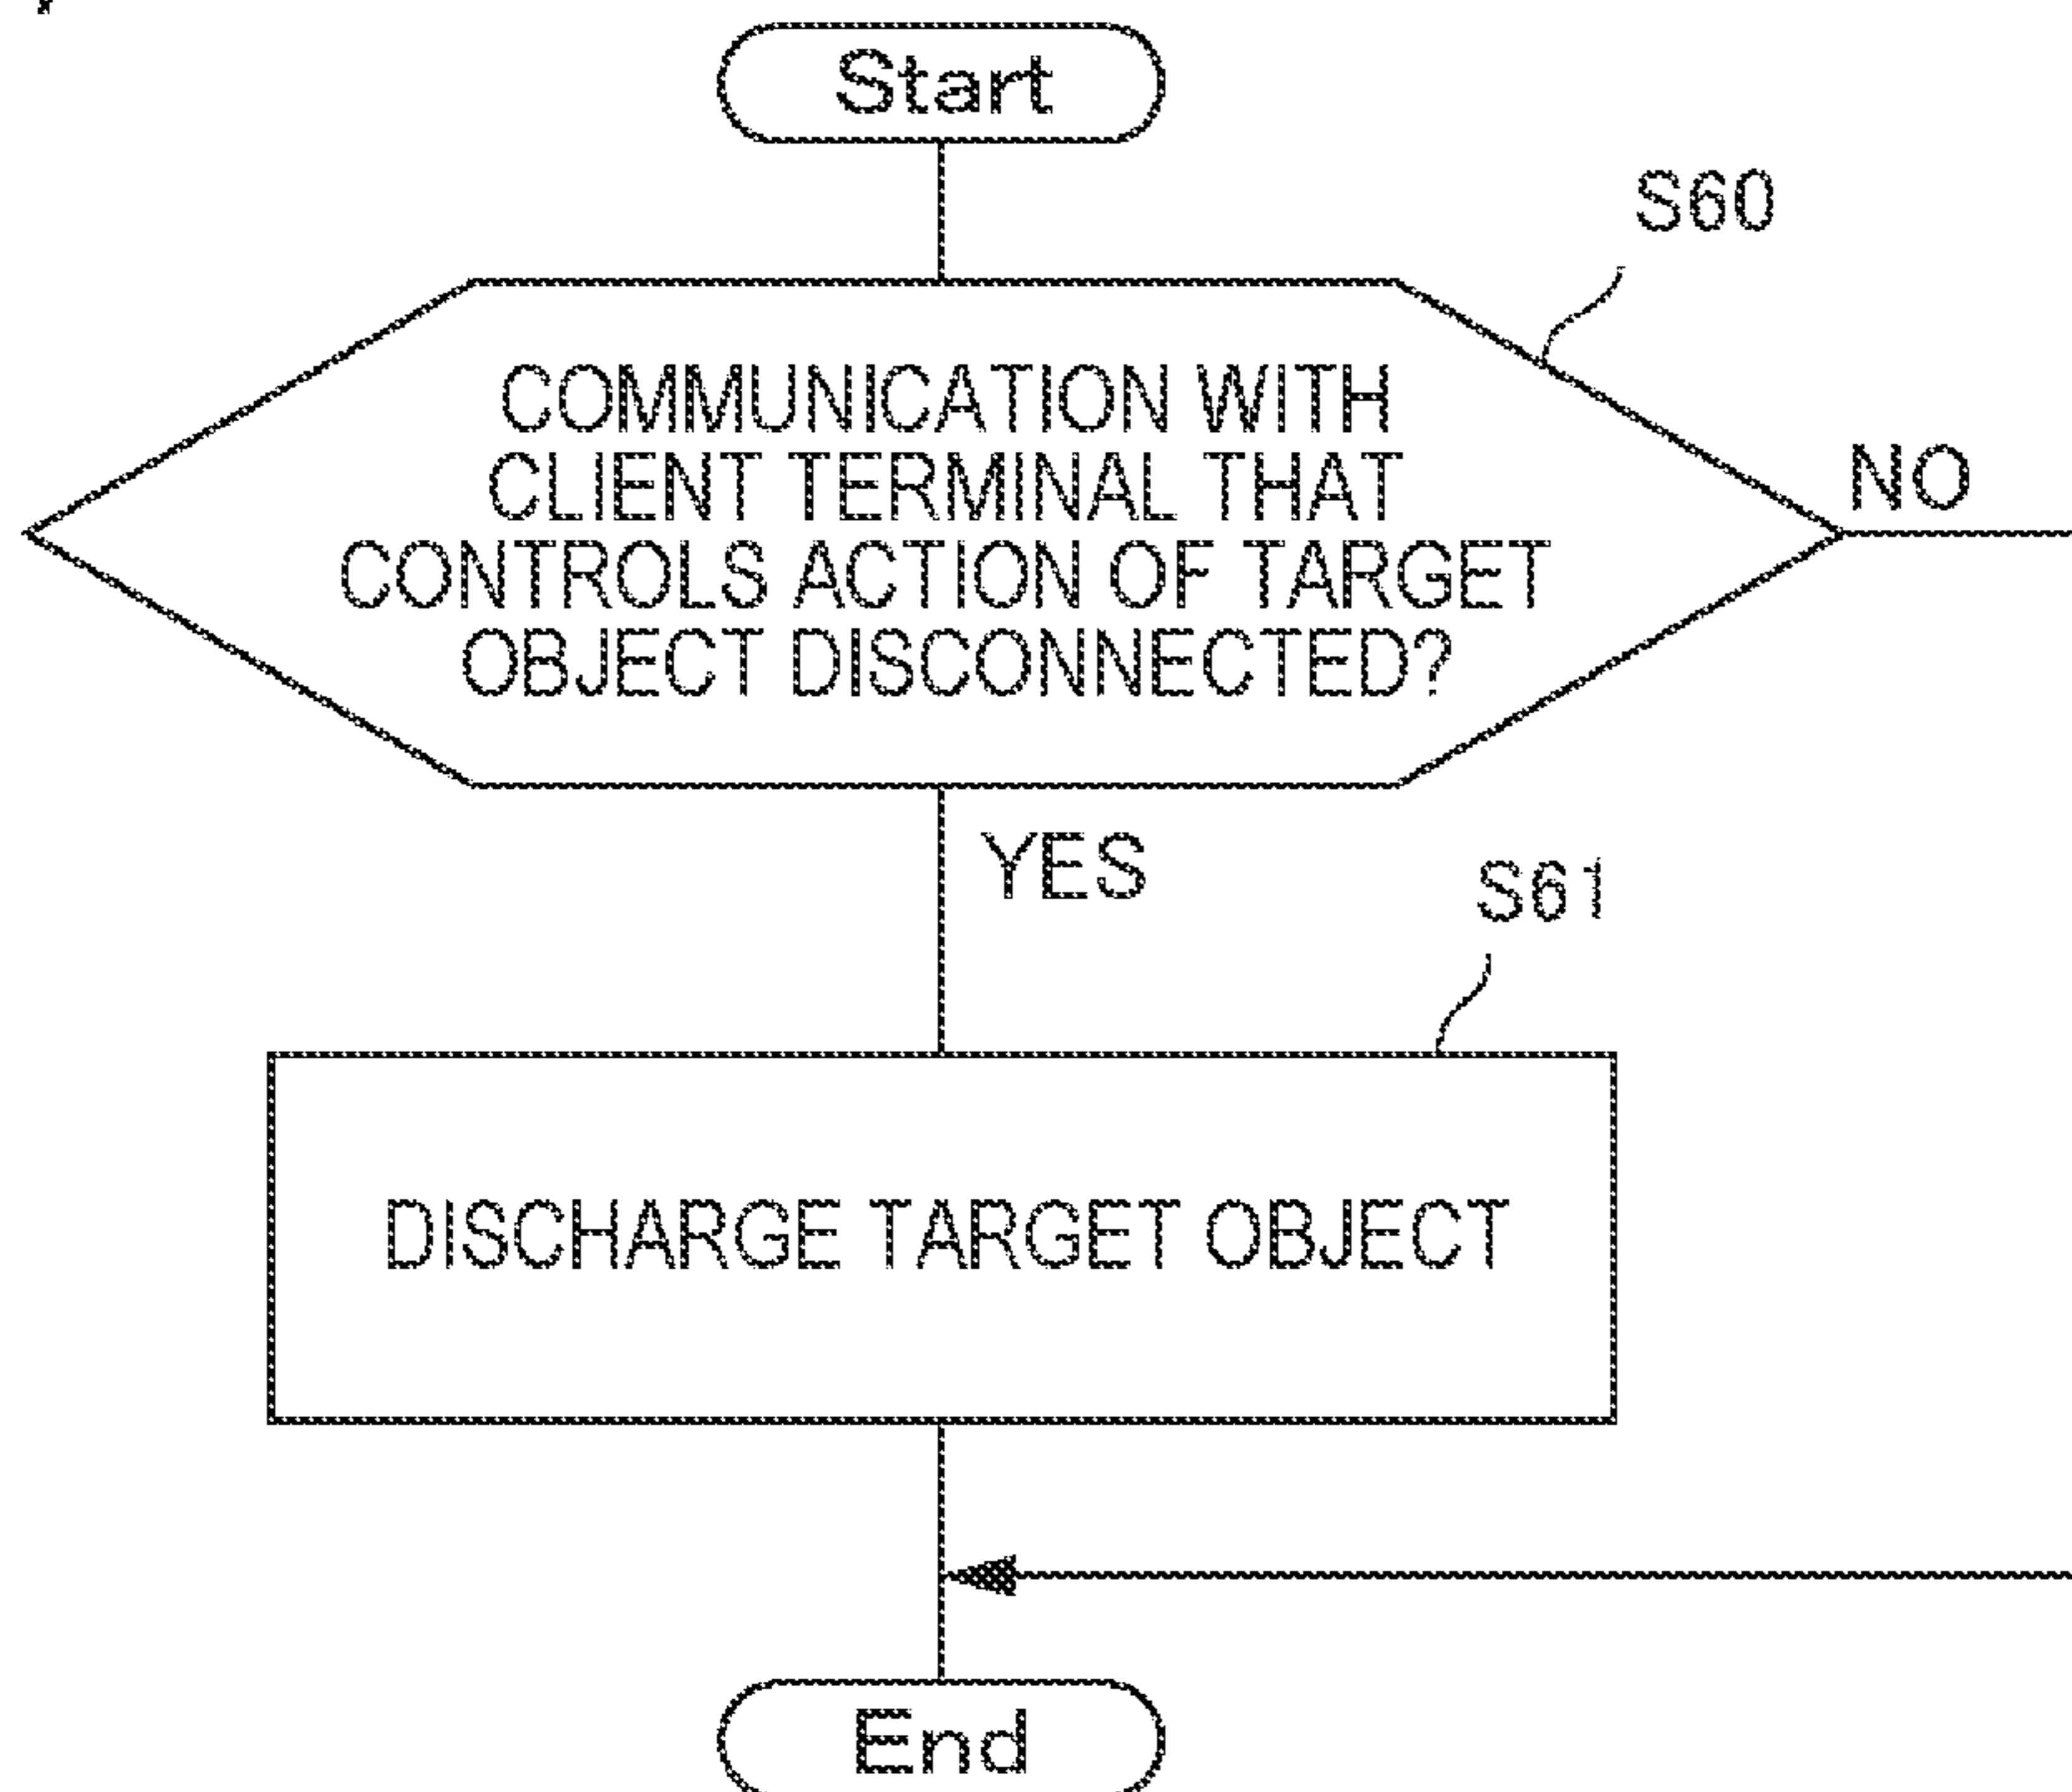 Start
S60
COMMUNICATION WITH
CLIENT TERMINAL THAT
CONTROLS ACTION OF TARGET
OBJECT DISCONNECTED?
NO
YES
S61
DISCHARGE TARGET OBJECT
End